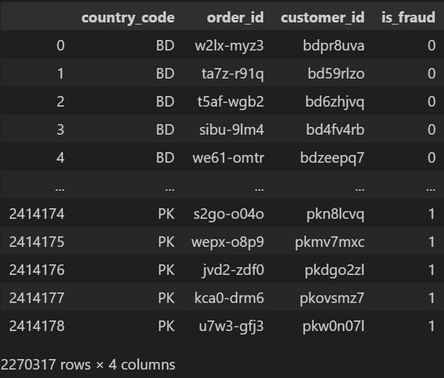 country_code order_id customer_id is_fraud
0 BD w2lx-myz3 bdpr8uva 0
1 BD ta7z-r91q bd59rlzo 0
2 BD t5af-wgb2 bd6zhjvq 0
3 BD sibu-9lm4 bd4fv4rb 0
4 BD we61-omtr bdzeepq7 0
... ... ... ... ...
2414174 PK s2go-o04o pkn8lcvq 1
2414175 PK wepx-o8p9 pkmv7mxc 1
2414176 PK jvd2-zdf0 pkdgo2zl 1
2414177 PK kca0-drm6 pkovsmz7 1
2414178 PK u7w3-gfj3 pkw0n07l 1
2270317 rows × 4 columns